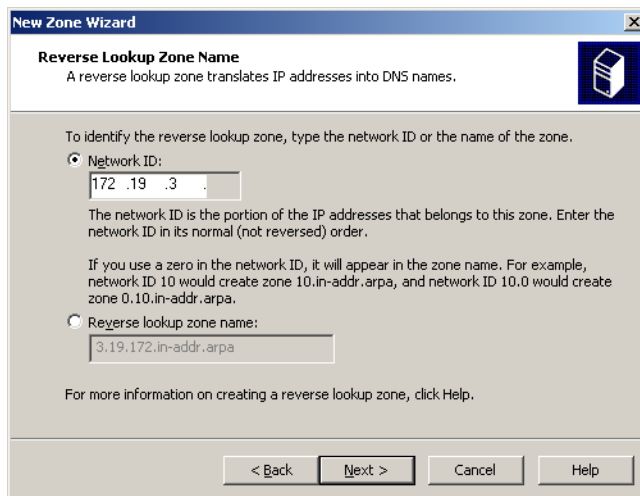 New Zone Wizard
Reverse Lookup Zone Name
A reverse lookup zone translates IP addresses into DNS names.
To identify the reverse lookup zone, type the network ID or the name of the zone.
Network ID:
172 .19 .3 .
The network ID is the portion of the IP addresses that belongs to this zone. Enter the
network ID in its normal (not reversed) order.
If you use a zero in the network ID, it will appear in the zone name. For example,
network ID 10 would create zone 10.in-addr.arpa, and network ID 10.0 would create
zone 0.10.in-addr.arpa.
Reverse lookup zone name:
3.19.172.in-addr.arpa
For more information on creating a reverse lookup zone, click Help.
< Back Next > Cancel Help